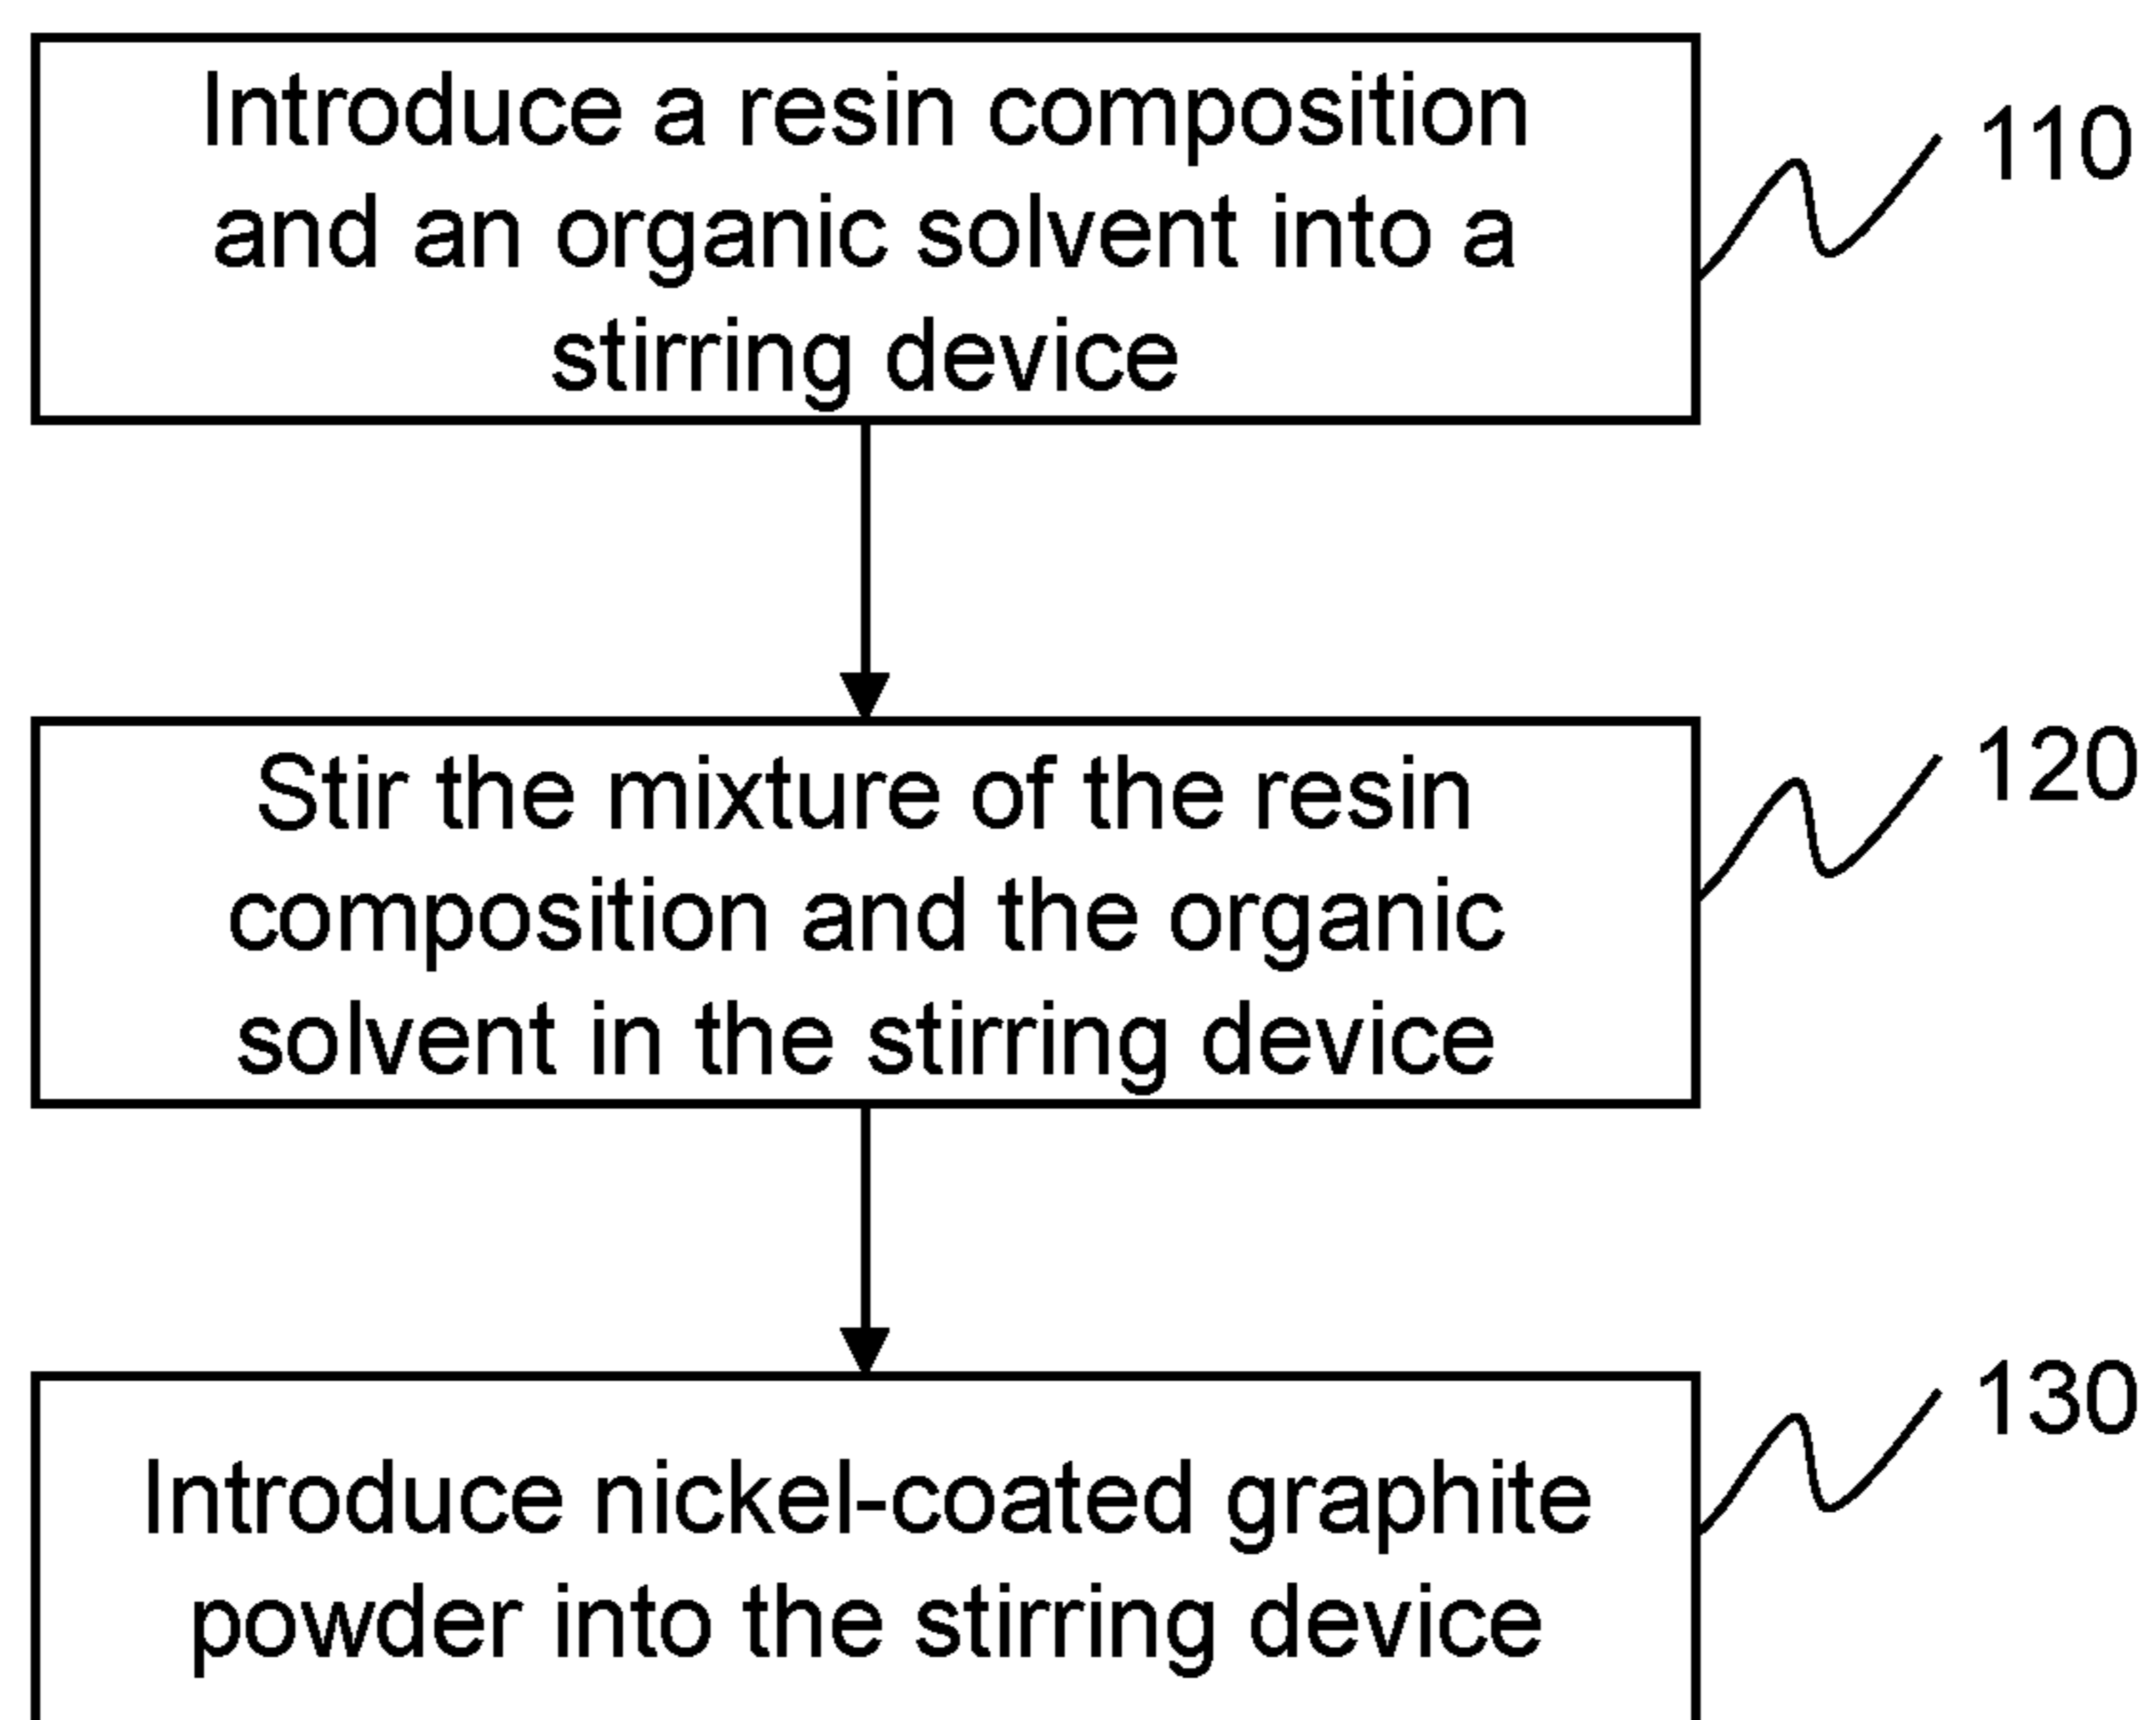 Introduce a resin composition
and an organic solvent into a
stirring device
110
Stir the mixture of the resin
composition and the organic
solvent in the stirring device
120
Introduce nickel-coated graphite
powder into the stirring device
130